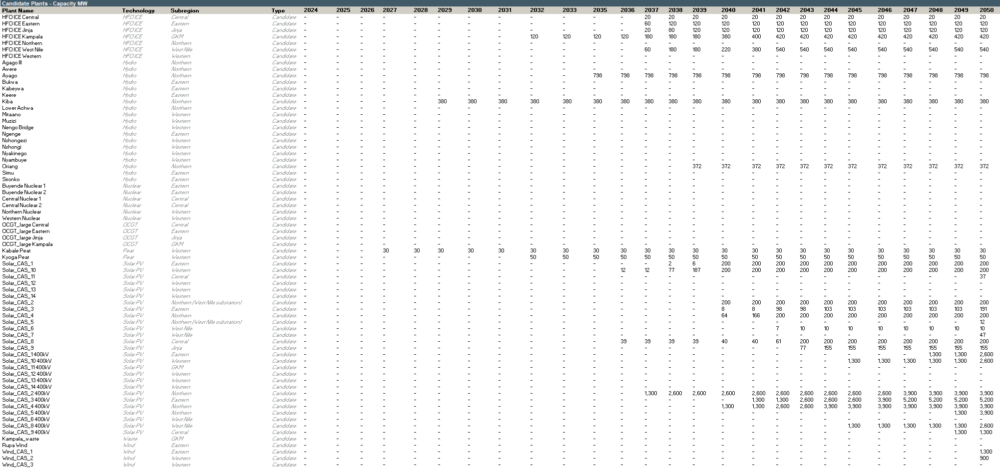 Candidate Plants - Capacity MW
Plant Name Technology Subregion Type 2024 2025 2026 2027 2028 2029 2030 2031 2032 2033 2035 2036 2037 2038 2039 2040 2041 2042 2043 2044 2045 2046 2047 2048 2049 2050
HFO ICE Central HFO ICE Central Candidate - - - - - - - - - - - - 20 20 20 20 20 20 20 20 20 20 20 20 20 20
HFO ICE Eastern HFO ICE Eastern Candidate - - - - - - - - - - - - 60 120 120 120 120 120 120 120 120 120 120 120 120 120
HFO ICE Jinja HFO ICE Jinja Candidate - - - - - - - - - - - - 20 80 120 120 120 120 120 120 120 120 120 120 120 120
HFO ICE Kampala HFO ICE GKM Candidate - - - - - - - - 120 120 120 120 180 180 180 380 400 420 420 420 420 420 420 420 420 420
HFO ICE Northern HFO ICE Northern Candidate - - - - - - - - - - - - - - - - - - - - - - - - - -
HFO ICE West Nile HFO ICE West Nile Candidate - - - - - - - - - - - - 60 180 180 220 380 540 540 540 540 540 540 540 540 540
HFO ICE Western HFO ICE Western Candidate - - - - - - - - - - - - - - - - - - - - - - - - - -
Agago III Hydro Northern Candidate - - - - - - - - - - - - - - - - - - - - - - - - - -
Awere Hydro Northern Candidate - - - - - - - - - - - - - - - - - - - - - - - - - -
Ayago Hydro Northern Candidate - - - - - - - - - - 798 798 798 798 798 798 798 798 798 798 798 798 798 798 798 798
Bukwa Hydro Eastern Candidate - - - - - - - - - - - - - - - - - - - - - - - - - -
Kabeywa Hydro Eastern Candidate - - - - - - - - - - - - - - - - - - - - - - - - - -
Keere Hydro Eastern Candidate - - - - - - - - - - - - - - - - - - - - - - - - - -
Kiba Hydro Northern Candidate - - - - - 380 380 380 380 380 380 380 380 380 380 380 380 380 380 380 380 380 380 380 380 380
Lower Achwa Hydro Northern Candidate - - - - - - - - - - - - - - - - - - - - - - - - - -
Mitaano Hydro Western Candidate - - - - - - - - - - - - - - - - - - - - - - - - - -
Muzizi Hydro Western Candidate - - - - - - - - - - - - - - - - - - - - - - - - - -
Nengo Bridge Hydro Western Candidate - - - - - - - - - - - - - - - - - - - - - - - - - -
Ngenge Hydro Eastern Candidate - - - - - - - - - - - - - - - - - - - - - - - - - -
Nshongezi Hydro Western Candidate - - - - - - - - - - - - - - - - - - - - - - - - - -
Nshongi Hydro Western Candidate - - - - - - - - - - - - - - - - - - - - - - - - - -
Nyakinego Hydro Western Candidate - - - - - - - - - - - - - - - - - - - - - - - - - -
Nyambuye Hydro Western Candidate - - - - - - - - - - - - - - - - - - - - - - - - - -
Oriang Hydro Northern Candidate - - - - - - - - - - - - - - 372 372 372 372 372 372 372 372 372 372 372 372
Simu Hydro Eastern Candidate - - - - - - - - - - - - - - - - - - - - - - - - - -
Sironko Hydro Eastern Candidate - - - - - - - - - - - - - - - - - - - - - - - - - -
Buyende Nuclear 1 Nuclear Eastern Candidate - - - - - - - - - - - - - - - - - - - - - - - - - -
Buyende Nuclear 2 Nuclear Eastern Candidate - - - - - - - - - - - - - - - - - - - - - - - - - -
Central Nuclear 1 Nuclear Central Candidate - - - - - - - - - - - - - - - - - - - - - - - - - -
Central Nuclear 2 Nuclear Central Candidate - - - - - - - - - - - - - - - - - - - - - - - - - -
Northern Nuclear Nuclear Western Candidate - - - - - - - - - - - - - - - - - - - - - - - - - -
Western Nuclear Nuclear Western Candidate - - - - - - - - - - - - - - - - - - - - - - - - - -
OCGT_large Central OCGT Central Candidate - - - - - - - - - - - - - - - - - - - - - - - - - -
OCGT_large Eastern OCGT Eastern Candidate - - - - - - - - - - - - - - - - - - - - - - - - - -
OCGT_large Jinja OCGT Jinja Candidate - - - - - - - - - - - - - - - - - - - - - - - - - -
OCGT_large Kampala OCGT GKM Candidate - - - - - - - - - - - - - - - - - - - - - - - - - -
Kabale Peat Peat Western Candidate - - - 30 30 30 30 30 30 30 30 30 30 30 30 30 30 30 30 30 30 30 30 30 30 30
Kyoga Peat Peat Western Candidate - - - - - - - - 50 50 50 50 50 50 50 50 50 50 50 50 50 50 50 50 50 50
Solar_CAS_1 Solar PV Eastern Candidate - - - - - - - - - - - - - 2 6 200 200 200 200 200 200 200 200 200 200 200
Solar_CAS_10 Solar PV Western Candidate - - - - - - - - - - - 12 12 77 187 200 200 200 200 200 200 200 200 200 200 200
Solar_CAS_11 Solar PV Central Candidate - - - - - - - - - - - - - - - - - - - - - - - - - 37
Solar_CAS_12 Solar PV Western Candidate - - - - - - - - - - - - - - - - - - - - - - - - - -
Solar_CAS_13 Solar PV Western Candidate - - - - - - - - - - - - - - - - - - - - - - - - - -
Solar_CAS_14 Solar PV Western Candidate - - - - - - - - - - - - - - - - - - - - - - - - - -
Solar_CAS_2 Solar PV Northern (West Nile substation) Candidate - - - - - - - - - - - - - - - 200 200 200 200 200 200 200 200 200 200 200
Solar_CAS_3 Solar PV Eastern Candidate - - - - - - - - - - - - - - - 8 8 98 98 103 103 103 103 103 103 191
Solar_CAS_4 Solar PV Northern Candidate - - - - - - - - - - - - - - - 64 166 200 200 200 200 200 200 200 200 200
Solar_CAS_5 Solar PV Northern (West Nile substation) Candidate - - - - - - - - - - - - - - - - - - - - - - - - - 12
Solar_CAS_6 Solar PV West Nile Candidate - - - - - - - - - - - - - - - - - 7 10 10 10 10 10 10 10 10
Solar_CAS_7 Solar PV West Nile Candidate - - - - - - - - - - - - - - - - - - - - - - - - - 47
Solar_CAS_8 Solar PV Central Candidate - - - - - - - - - - - 39 39 39 39 40 40 61 200 200 200 200 200 200 200 200
Solar_CAS_9 Solar PV Jinja Candidate - - - - - - - - - - - - - - - - - - 77 155 155 155 155 155 155 155
Solar_CAS_1 400kV Solar PV Eastern Candidate - - - - - - - - - - - - - - - - - - - - - - - 1,300 1,300 2,600
Solar_CAS_10 400kV Solar PV Western Candidate - - - - - - - - - - - - - - - - - - - - 1,300 1,300 1,300 1,300 1,300 2,600
Solar_CAS_11 400kV Solar PV GKM Candidate - - - - - - - - - - - - - - - - - - - - - - - - - -
Solar_CAS_12 400kV Solar PV Western Candidate - - - - - - - - - - - - - - - - - - - - - - - - - -
Solar_CAS_13 400kV Solar PV Western Candidate - - - - - - - - - - - - - - - - - - - - - - - - - -
Solar_CAS_14 400kV Solar PV Western Candidate - - - - - - - - - - - - - - - - - - - - - - - - - -
Solar_CAS_2 400kV Solar PV Northern Candidate - - - - - - - - - - - - 1,300 2,600 2,600 2,600 2,600 2,600 2,600 2,600 2,600 2,600 3,900 3,900 3,900 3,900
Solar_CAS_3 400kV Solar PV Eastern Candidate - - - - - - - - - - - - - - - - 1,300 1,300 2,600 2,600 2,600 3,900 5,200 5,200 5,200 5,200
Solar_CAS_4 400kV Solar PV Northern Candidate - - - - - - - - - - - - - - - 1,300 1,300 2,600 2,600 3,900 3,900 3,900 3,900 3,900 3,900 3,900
Solar_CAS_5 400kV Solar PV Northern Candidate - - - - - - - - - - - - - - - - - - - - - - - - 1,300 3,900
Solar_CAS_6 400kV Solar PV West Nile Candidate - - - - - - - - - - - - - - - - - - - - - - - - - -
Solar_CAS_8 400kV Solar PV West Nile Candidate - - - - - - - - - - - - - - - - - - - - 1,300 1,300 1,300 1,300 1,300 2,600
Solar_CAS_9 400kV Solar PV Central Candidate - - - - - - - - - - - - - - - - - - - - - - - - 1,300 1,300
Kampala_waste Waste GKM Candidate - - - - - - - - - - - - - - - - - - - - - - - - - -
Rupa Wind Wind Eastern Candidate - - - - - - - - - - - - - - - - - - - - - - - - - -
Wind_CAS_1 Wind Eastern Candidate - - - - - - - - - - - - - - - - - - - - - - - - - 1,300
Wind_CAS_2 Wind Western Candidate - - - - - - - - - - - - - - - - - - - - - - - - - 900
Wind_CAS_3 Wind Western Candidate - - - - - - - - - - - - - - - - - - - - - - - - - -